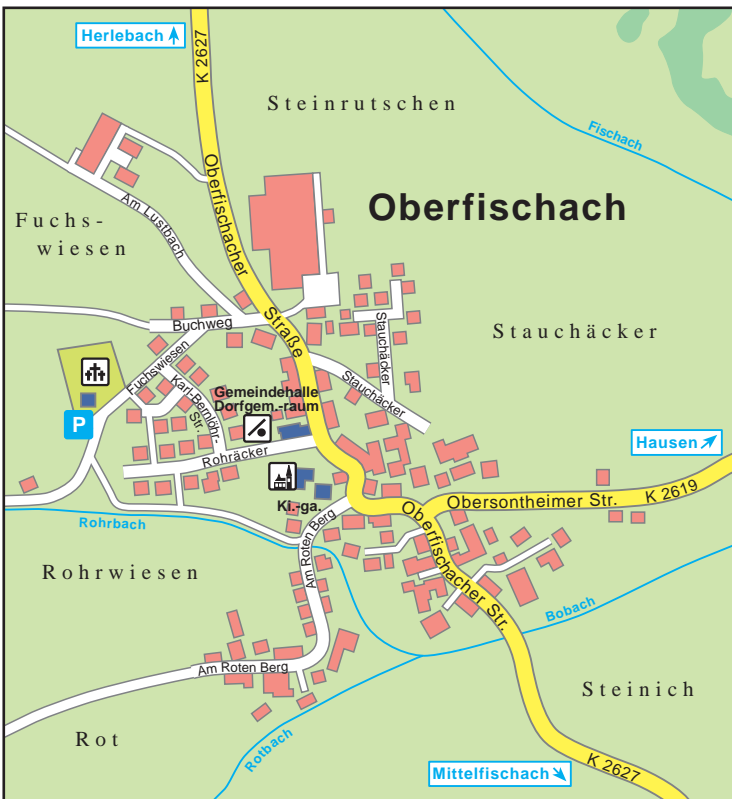 Herlebach
K 2627
Steinrutschen
Fischach
Oberfischach
Oberfischacher
Straße
Am Lustbach
Fuchs-
wiesen
Buchweg
Stauchäcker
Stauchäcker
Stauchäcker
Fuchswiesen
Karl-Bernlöhr-
Str.
Gemeindehalle
Dorfgem.-raum
P
Rohräcker
Hausen
Ki.-ga.
Obersontheimer Str.
K 2619
Rohrbach
Am Roten Berg
Oberfischacher Str.
Rohrwiesen
Bobach
Am Roten Berg
Steinich
Rot
Rotbach
Mittelfischach
K 2627